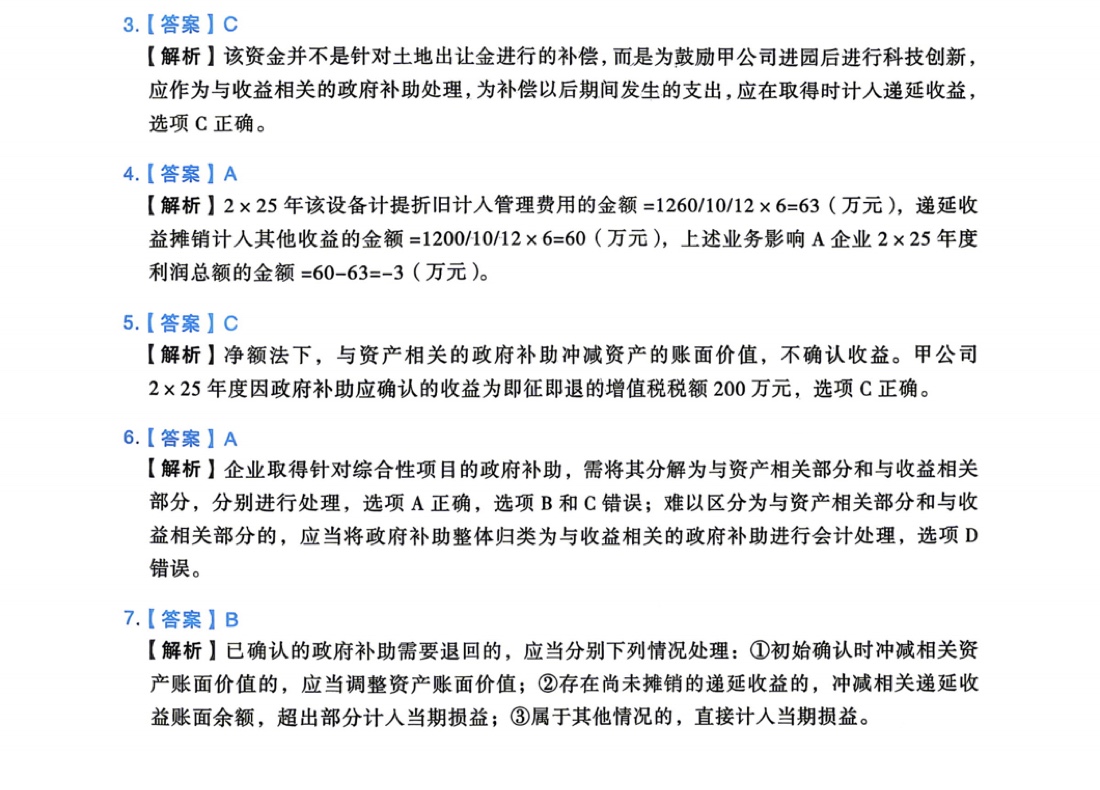 3.【答案】C
【解析】该资金并不是针对土地出让金进行的补偿，而是为鼓励甲公司进园后进行科技创新，
应作为与收益相关的政府补助处理，为补偿以后期间发生的支出，应在取得时计入递延收益，
选项 C 正确。
4.【答案】A
【解析】2×25 年该设备计提折旧计入管理费用的金额 =1260/10/12×6=63（万元），递延收
益摊销计入其他收益的金额 =1200/10/12×6=60（万元），上述业务影响 A 企业 2×25 年度
利润总额的金额 =60-63=-3（万元）。
5.【答案】C
【解析】净额法下，与资产相关的政府补助冲减资产的账面价值，不确认收益。甲公司
2×25 年度因政府补助应确认的收益为即征即退的增值税税额 200 万元，选项 C 正确。
6.【答案】A
【解析】企业取得针对综合性项目的政府补助，需将其分解为与资产相关部分和与收益相关
部分，分别进行处理，选项 A 正确，选项 B 和 C 错误；难以区分为与资产相关部分和与收
益相关部分的，应当将政府补助整体归类为与收益相关的政府补助进行会计处理，选项 D
错误。
7.【答案】B
【解析】已确认的政府补助需要退回的，应当分别下列情况处理：①初始确认时冲减相关资
产账面价值的，应当调整资产账面价值；②存在尚未摊销的递延收益的，冲减相关递延收
益账面余额，超出部分计入当期损益；③属于其他情况的，直接计入当期损益。